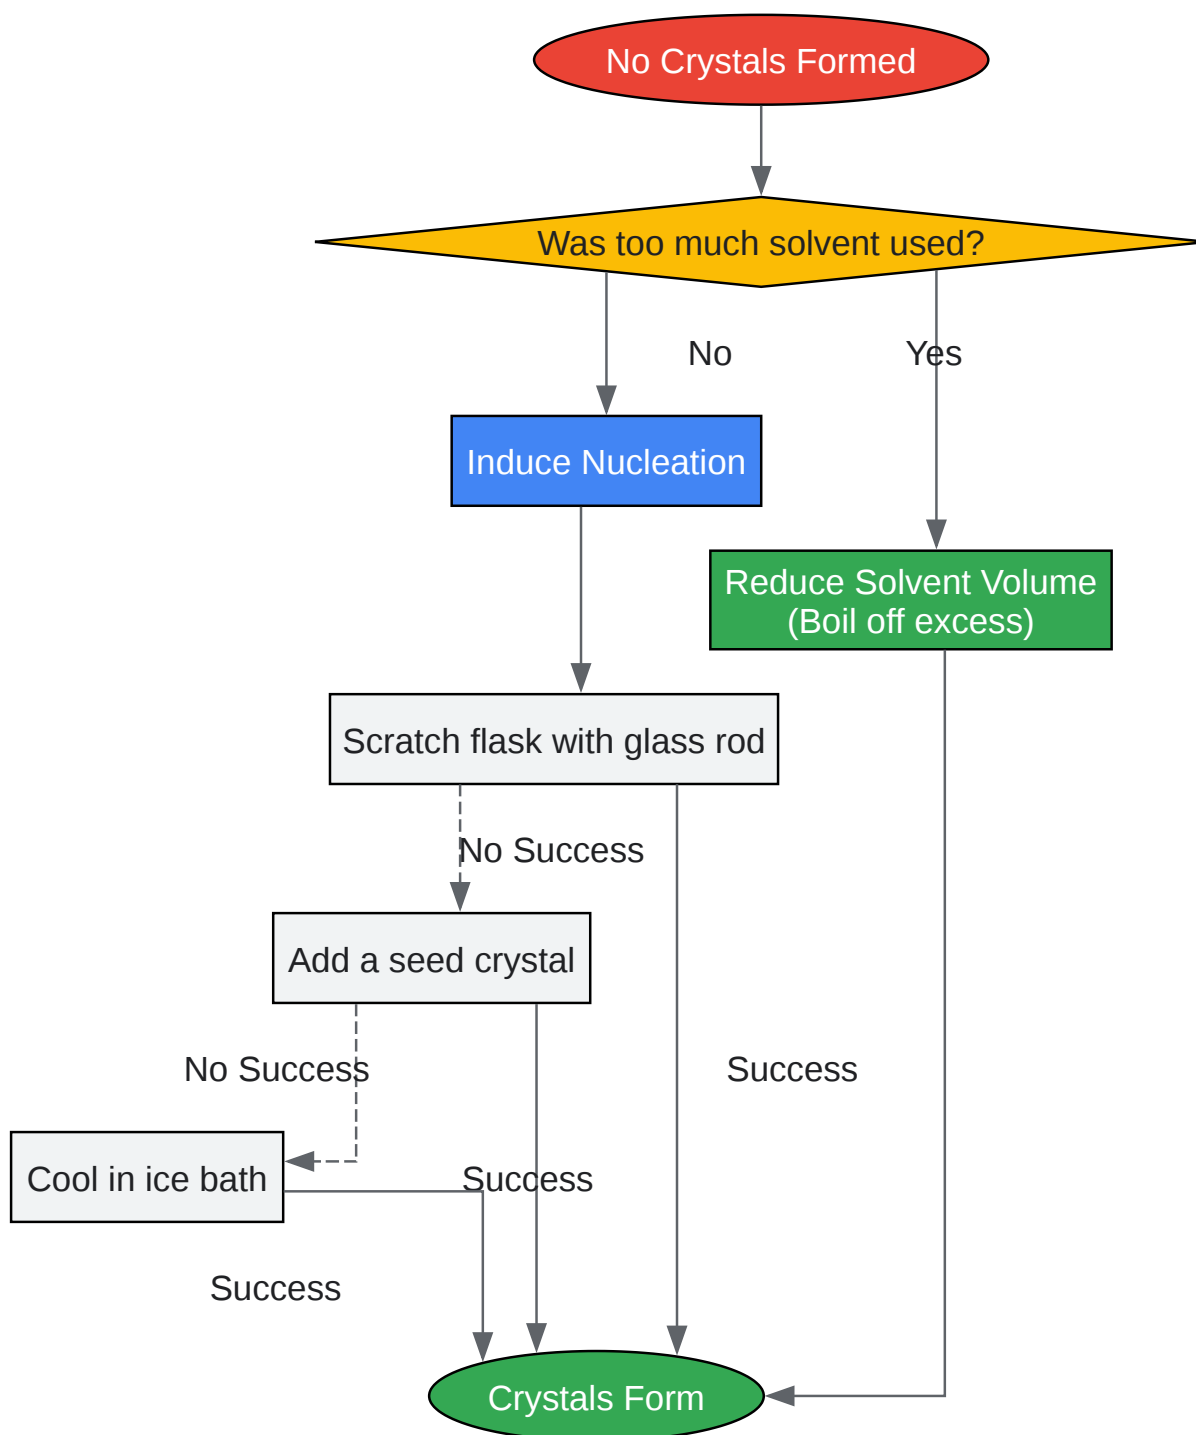 No Crystals Formed
Was too much solvent used?
No
Yes
Induce Nucleation
Reduce Solvent Volume
(Boil off excess)
Scratch flask with glass rod
No Success
Add a seed crystal
No Success
Success
Cool in ice bath
Success
Success
Crystals Form